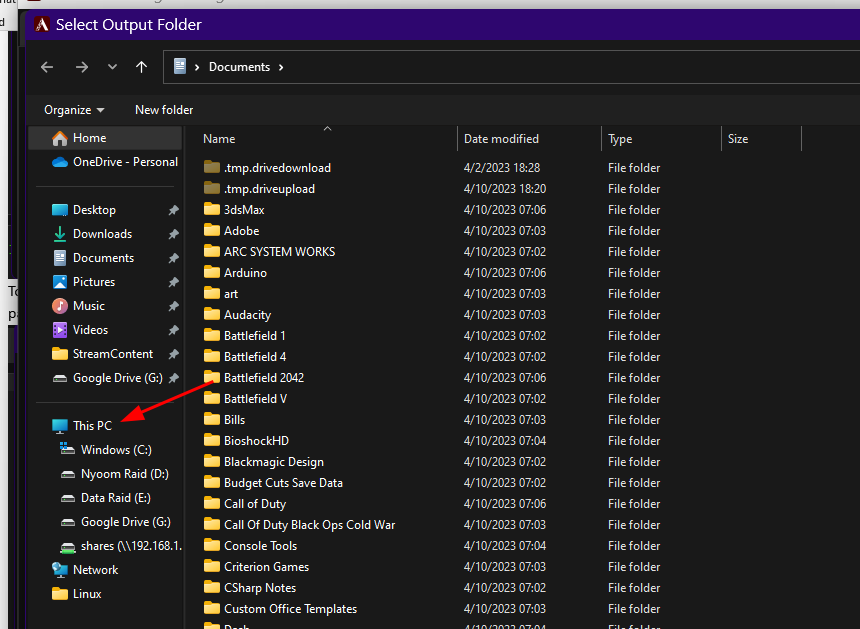 Select Output Folder
Documents
Organize New folder
Home
OneDrive - Personal
Desktop
Downloads
Documents
Pictures
Music
Videos
StreamContent
Google Drive (G:)
This PC
Windows (C:)
Nyoom Raid (D:)
Data Raid (E:)
Google Drive (G:)
shares (\\192.168.1.
Network
Linux
Name Date modified Type Size
.tmp.drivedownload 4/2/2023 18:28 File folder
.tmp.driveupload 4/10/2023 18:20 File folder
3dsMax 4/10/2023 07:06 File folder
Adobe 4/10/2023 07:03 File folder
ARC SYSTEM WORKS 4/10/2023 07:02 File folder
Arduino 4/10/2023 07:06 File folder
art 4/10/2023 07:03 File folder
Audacity 4/10/2023 07:03 File folder
Battlefield 1 4/10/2023 07:02 File folder
Battlefield 4 4/10/2023 07:02 File folder
Battlefield 2042 4/10/2023 07:06 File folder
Battlefield V 4/10/2023 07:02 File folder
Bills 4/10/2023 07:03 File folder
BioshockHD 4/10/2023 07:04 File folder
Blackmagic Design 4/10/2023 07:02 File folder
Budget Cuts Save Data 4/10/2023 07:02 File folder
Call of Duty 4/10/2023 07:06 File folder
Call Of Duty Black Ops Cold War 4/10/2023 07:03 File folder
Console Tools 4/10/2023 07:04 File folder
Criterion Games 4/10/2023 07:03 File folder
CSharp Notes 4/10/2023 07:02 File folder
Custom Office Templates 4/10/2023 07:03 File folder